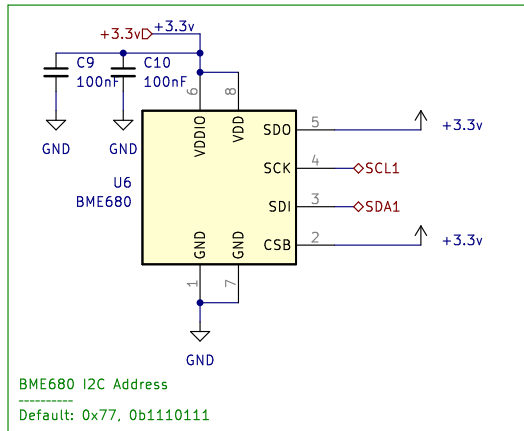 +3.3v
+3.3v
C9
100nF
C10
100nF
GND
GND
6
8
VDDIO
VDD
SDO
5
+3.3v
SCK
4
SCL1
U6
BME680
SDI
3
SDA1
CSB
2
+3.3v
GND
GND
1
7
GND
BME680 I2C Address
----------
Default: 0x77, 0b1110111